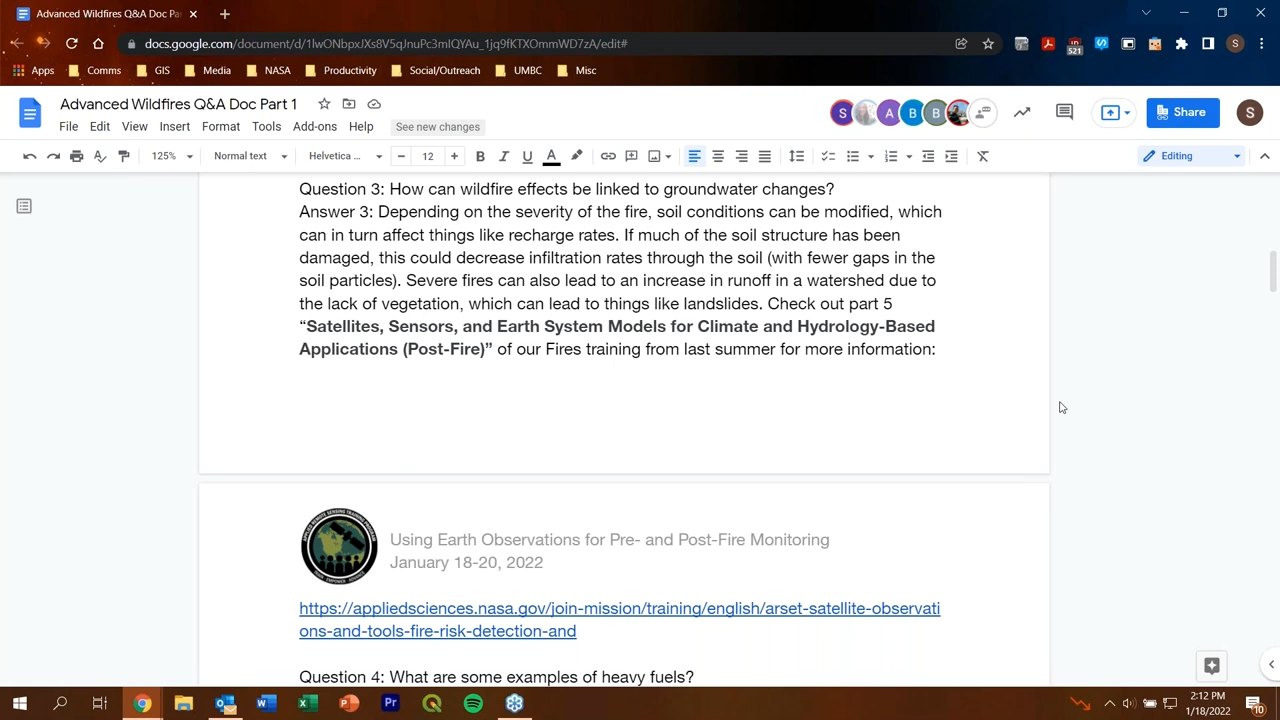 Advanced Wildfires Q&A Doc Pa
docs.google.com/document/d/1lwONbpxJXs8V5qJnuPc3mIQYAu_1jq9fKTXOmmWD7zA/edit#
521
S
Apps Comms GIS Media NASA Productivity Social/Outreach UMBC Misc
Advanced Wildfires Q&A Doc Part 1
S A B B Share S
File Edit View Insert Format Tools Add-ons Help See new changes
125% Normal text Helvetica ... 12 B I U A Editing
Question 3: How can wildfire effects be linked to groundwater changes?
Answer 3: Depending on the severity of the fire, soil conditions can be modified, which
can in turn affect things like recharge rates. If much of the soil structure has been
damaged, this could decrease infiltration rates through the soil (with fewer gaps in the
soil particles). Severe fires can also lead to an increase in runoff in a watershed due to
the lack of vegetation, which can lead to things like landslides. Check out part 5
“Satellites, Sensors, and Earth System Models for Climate and Hydrology-Based
Applications (Post-Fire)” of our Fires training from last summer for more information:
Using Earth Observations for Pre- and Post-Fire Monitoring
January 18-20, 2022
https://appliedsciences.nasa.gov/join-mission/training/english/arset-satellite-observati
ons-and-tools-fire-risk-detection-and
Question 4: What are some examples of heavy fuels?
2:12 PM
1/18/2022
10